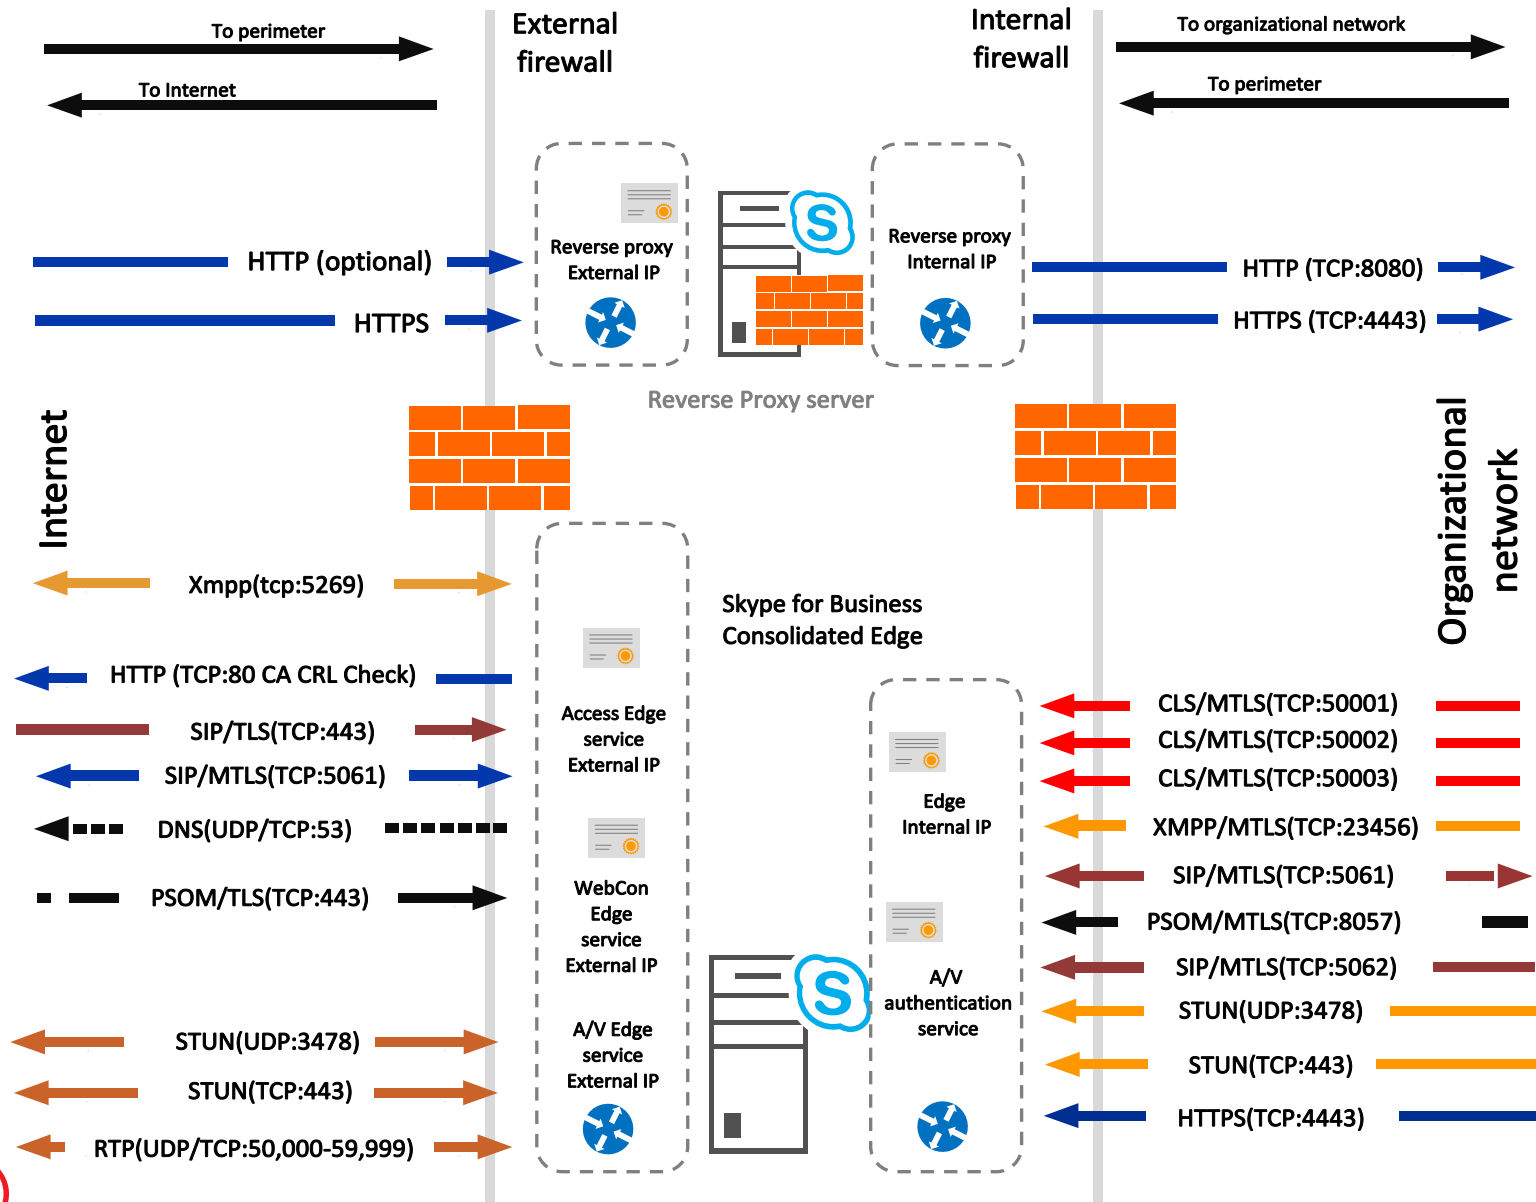 To perimeter
To Internet
External
firewall
Internal
firewall
To organizational network
To perimeter
HTTP (optional)
HTTPS
Reverse proxy
External IP
Reverse proxy
Internal IP
HTTP (TCP:8080)
HTTPS (TCP:4443)
Reverse Proxy server
Internet
Organizational
network
Xmpp(tcp:5269)
HTTP (TCP:80 CA CRL Check)
SIP/TLS(TCP:443)
SIP/MTLS(TCP:5061)
DNS(UDP/TCP:53)
PSOM/TLS(TCP:443)
STUN(UDP:3478)
STUN(TCP:443)
RTP(UDP/TCP:50,000-59,999)
Access Edge
service
External IP
WebCon
Edge
service
External IP
A/V Edge
service
External IP
Skype for Business
Consolidated Edge
S
S
Edge
Internal IP
A/V
authentication
service
CLS/MTLS(TCP:50001)
CLS/MTLS(TCP:50002)
CLS/MTLS(TCP:50003)
XMPP/MTLS(TCP:23456)
SIP/MTLS(TCP:5061)
PSOM/MTLS(TCP:8057)
SIP/MTLS(TCP:5062)
STUN(UDP:3478)
STUN(TCP:443)
HTTPS(TCP:4443)